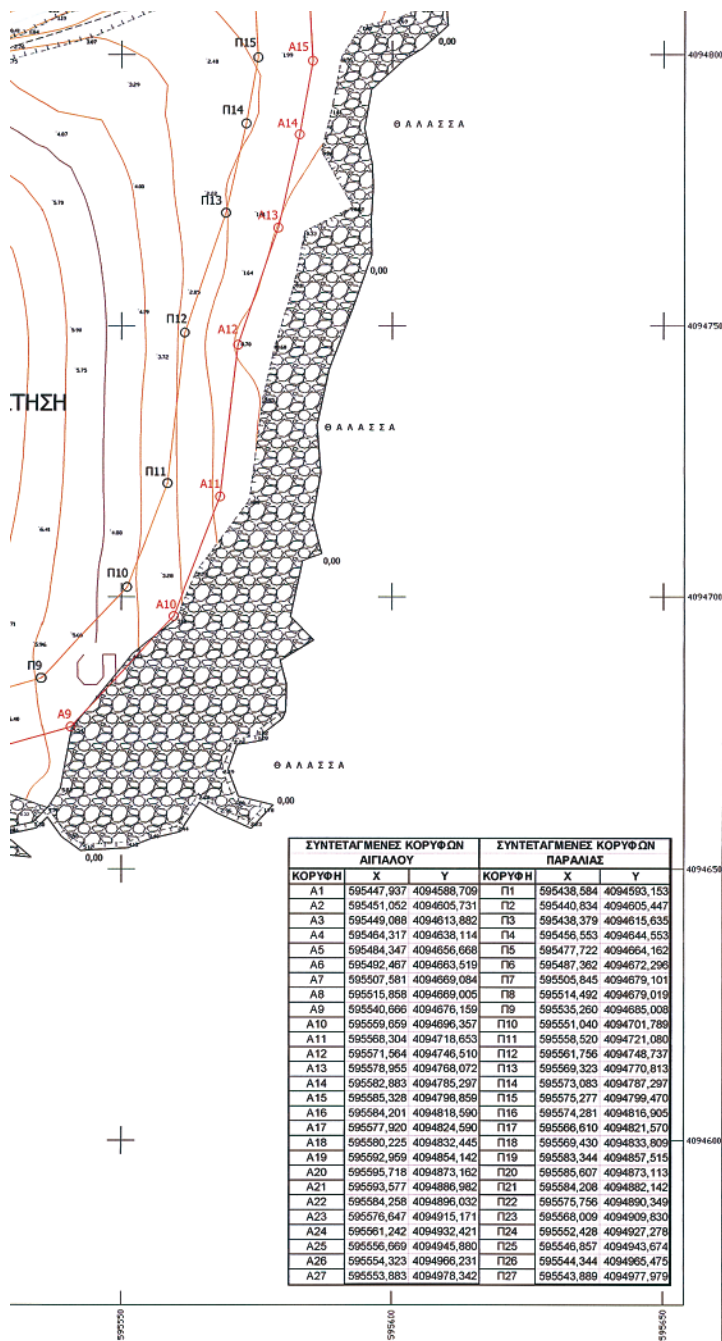 Π15
A15
0,00
4094800
Π14
A14
ΘΑΛΑΣΣΑ
Π13
A13
0,00
Π12
A12
4094750
ΤΗΣΗ
ΘΑΛΑΣΣΑ
Π11
A11
0,00
Π10
A10
4094700
Π9
A9
ΘΑΛΑΣΣΑ
0,00
0,00
4094650
ΣΥΝΤΕΤΑΓΜΕΝΕΣ ΚΟΡΥΦΩΝ ΑΙΓΙΑΛΟΥ ΣΥΝΤΕΤΑΓΜΕΝΕΣ ΚΟΡΥΦΩΝ ΠΑΡΑΛΙΑΣ
ΚΟΡΥΦΗ X Y ΚΟΡΥΦΗ X Y
A1 595447,937 4094588,709 Π1 595438,584 4094593,153
A2 595451,052 4094605,731 Π2 595440,834 4094605,447
A3 595449,088 4094613,882 Π3 595438,379 4094615,635
A4 595464,317 4094638,114 Π4 595456,553 4094644,553
A5 595484,347 4094656,668 Π5 595477,722 4094664,162
A6 595492,467 4094663,519 Π6 595487,362 4094672,296
A7 595507,581 4094669,084 Π7 595505,845 4094679,101
A8 595515,858 4094669,005 Π8 595514,492 4094679,019
A9 595540,666 4094676,159 Π9 595535,260 4094685,008
A10 595559,659 4094696,357 Π10 595551,040 4094701,789
A11 595568,304 4094718,653 Π11 595558,520 4094721,080
A12 595571,564 4094746,510 Π12 595561,756 4094748,737
A13 595578,955 4094768,072 Π13 595569,323 4094770,813
A14 595582,883 4094785,297 Π14 595573,083 4094787,297
A15 595585,328 4094798,859 Π15 595575,277 4094799,470
A16 595584,201 4094818,590 Π16 595574,281 4094816,905
A17 595577,920 4094824,590 Π17 595566,610 4094821,570
A18 595580,225 4094832,445 Π18 595569,430 4094833,809
A19 595592,959 4094854,142 Π19 595583,344 4094857,515
A20 595595,718 4094873,162 Π20 595585,607 4094873,113
A21 595593,577 4094886,982 Π21 595584,208 4094882,142
A22 595584,258 4094896,032 Π22 595575,756 4094890,349
A23 595576,647 4094915,171 Π23 595568,009 4094909,830
A24 595561,242 4094932,421 Π24 595552,428 4094927,278
A25 595556,669 4094945,880 Π25 595546,857 4094943,674
A26 595554,323 4094966,231 Π26 595544,344 4094965,475
A27 595553,883 4094978,342 Π27 595543,889 4094977,979
4094600
595550
595600
595650